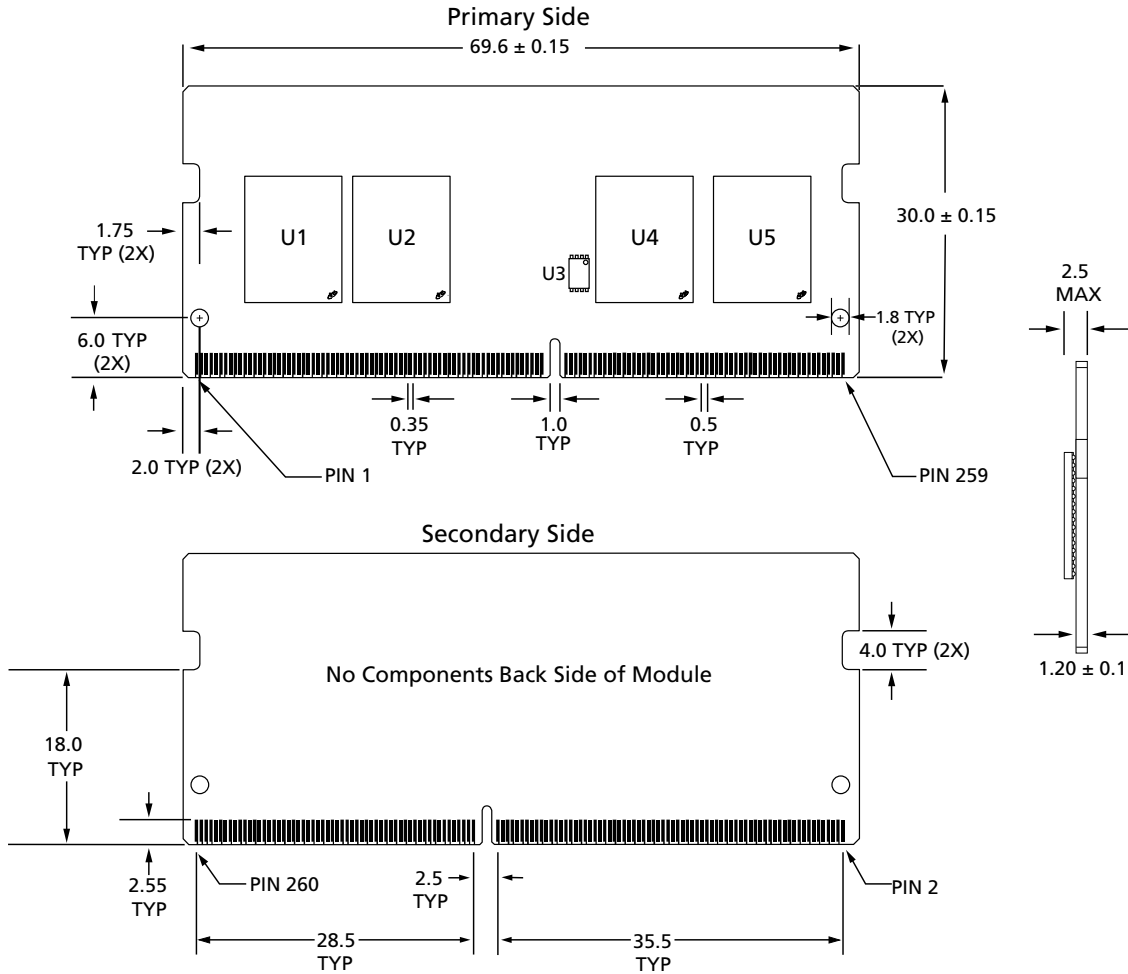 Primary Side
69.6 ± 0.15
1.75
TYP (2X)
U1
U2
U3
U4
U5
30.0 ± 0.15
2.5
MAX
6.0 TYP
(2X)
1.8 TYP
(2X)
0.35
TYP
1.0
TYP
0.5
TYP
2.0 TYP (2X)
PIN 1
PIN 259
Secondary Side
No Components Back Side of Module
4.0 TYP (2X)
1.20 ± 0.1
18.0
TYP
2.55
TYP
PIN 260
2.5
TYP
PIN 2
28.5
TYP
35.5
TYP